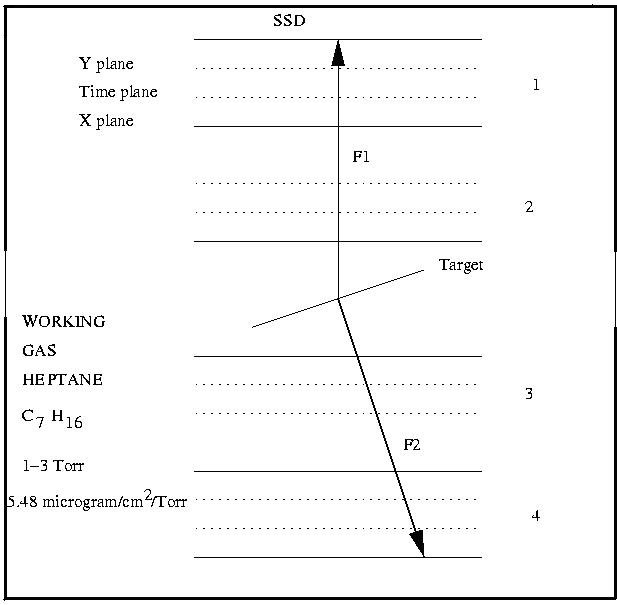 SSD
Y plane
Time plane
X plane
1
F1
2
Target
WORKING
GAS
HEPTANE
C7 H16
3
F2
1–3 Torr
5.48 microgram/cm2/Torr
4